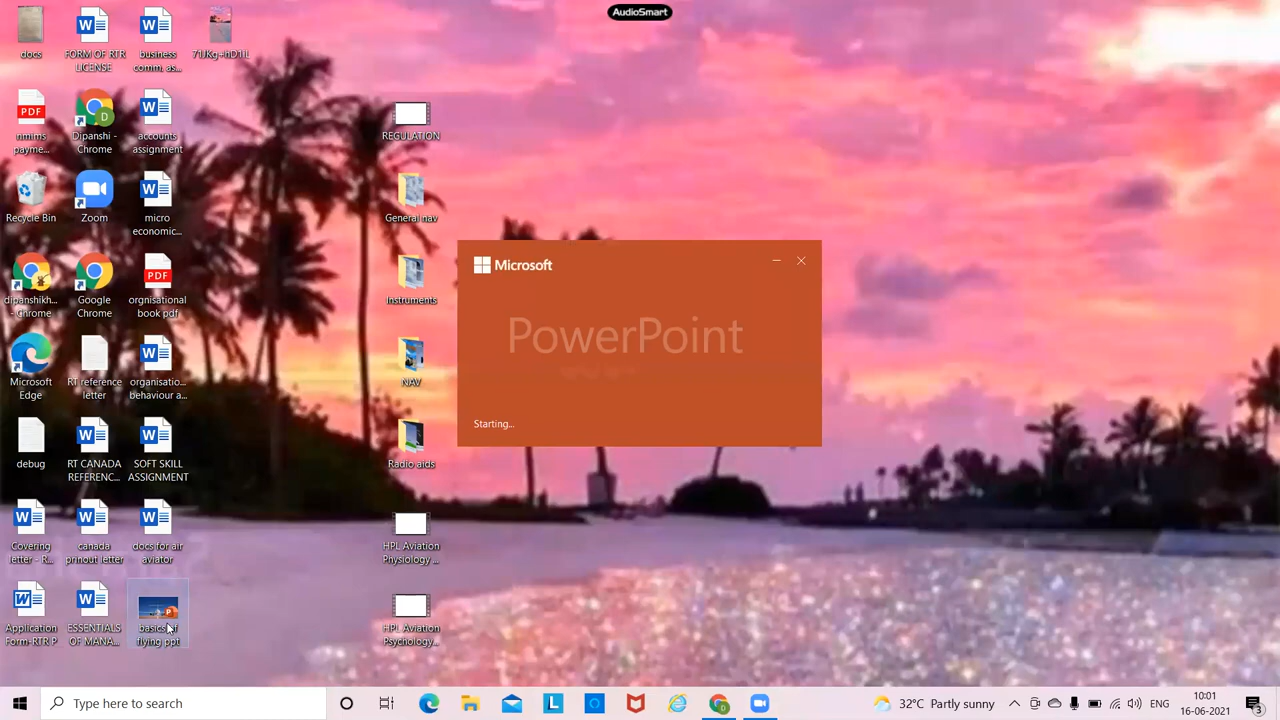 AudioSmart
docs
FORM OF RTR
LICENSE
business
comm. as...
nmims
payme...
Dipanshi -
Chrome
accounts
assignment
REGULATION
Recycle Bin
Zoom
micro
economic...
General nav
dipanshikh...
- Chrome
Google
Chrome
orgnisational
book pdf
Instruments
Microsoft
Edge
RT reference
letter
organisatio...
behaviour a...
NAV
debug
RT CANADA
REFERENC...
SOFT SKILL
ASSIGNMENT
Radio aids
Covering
letter - R...
canada
prinout letter
docs for air
aviator
HPL Aviation
Physiology ...
Application
Form-RTR P
ESSENTIALS
OF MANA...
basics of
flying ppt
HPL Aviation
Psychology...
Microsoft
PowerPoint
Starting...
Type here to search
32°C Partly sunny
ENG
10:01
16-06-2021
3